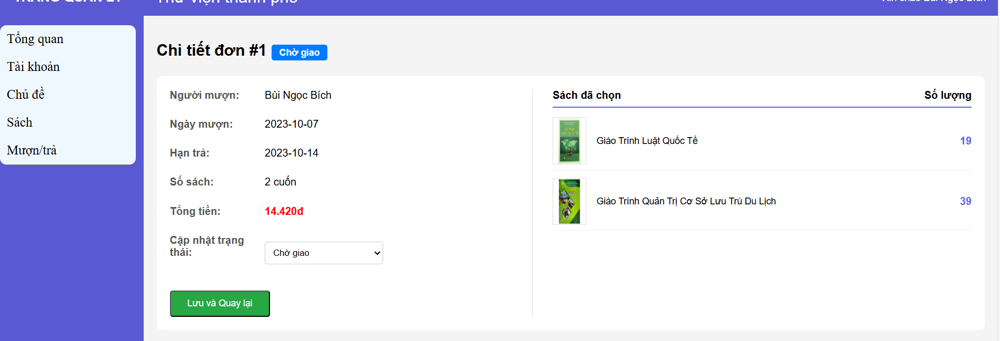 Tổng quan
Tài khoản
Chủ đề
Sách
Mượn/trả
Chi tiết đơn #1 Chờ giao
Người mượn: Bùi Ngọc Bích
Ngày mượn: 2023-10-07
Hạn trả: 2023-10-14
Số sách: 2 cuốn
Tổng tiền: 14.420đ
Cập nhật trạng
thái:
Chờ giao
Lưu và Quay lại
Sách đã chọn Số lượng
Giáo Trình Luật Quốc Tế 19
Giáo Trình Quản Trị Cơ Sở Lưu Trú Du Lịch 39